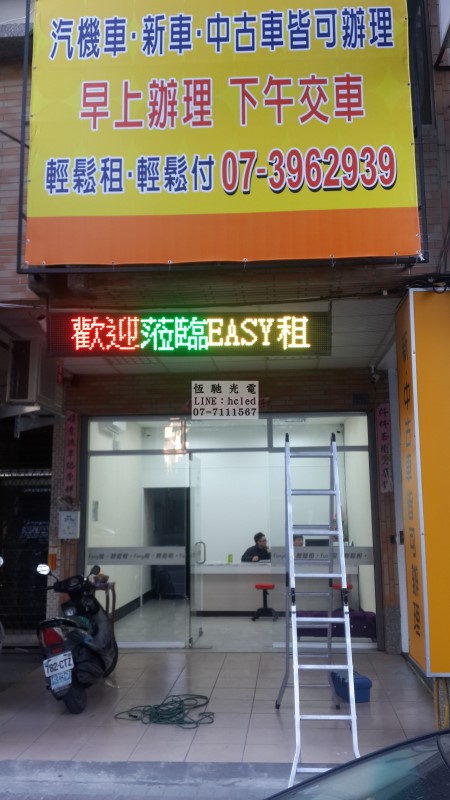 汽機車·新車·中古車皆可辦理
早上辦理 下午交車
輕鬆租·輕鬆付 07-3962939
歡迎蒞臨EASY租
恆馳光電
LINE：hcled
07-7111567
782-CTZ